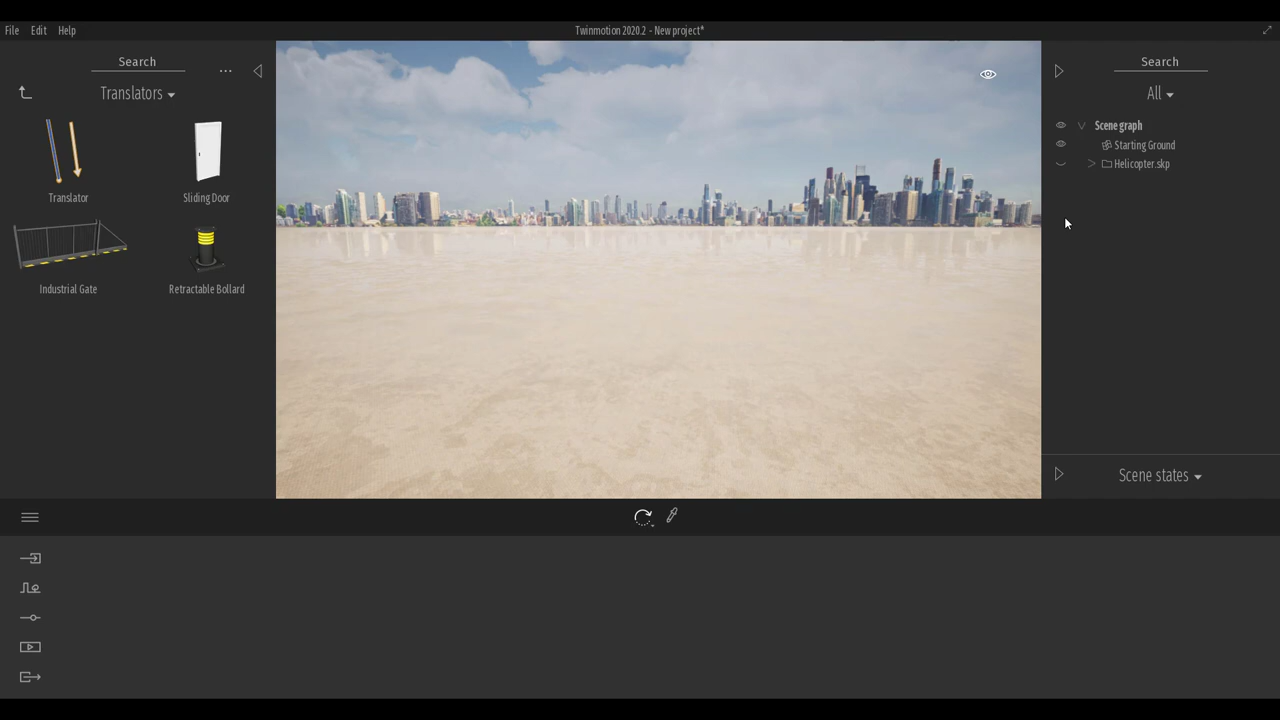 File Edit Help
Twinmotion 2020.2 - New project*
Search
...
Translators
Translator
Sliding Door
Industrial Gate
Retractable Bollard
Search
All
Scene graph
Starting Ground
Helicopter.skp
Scene states